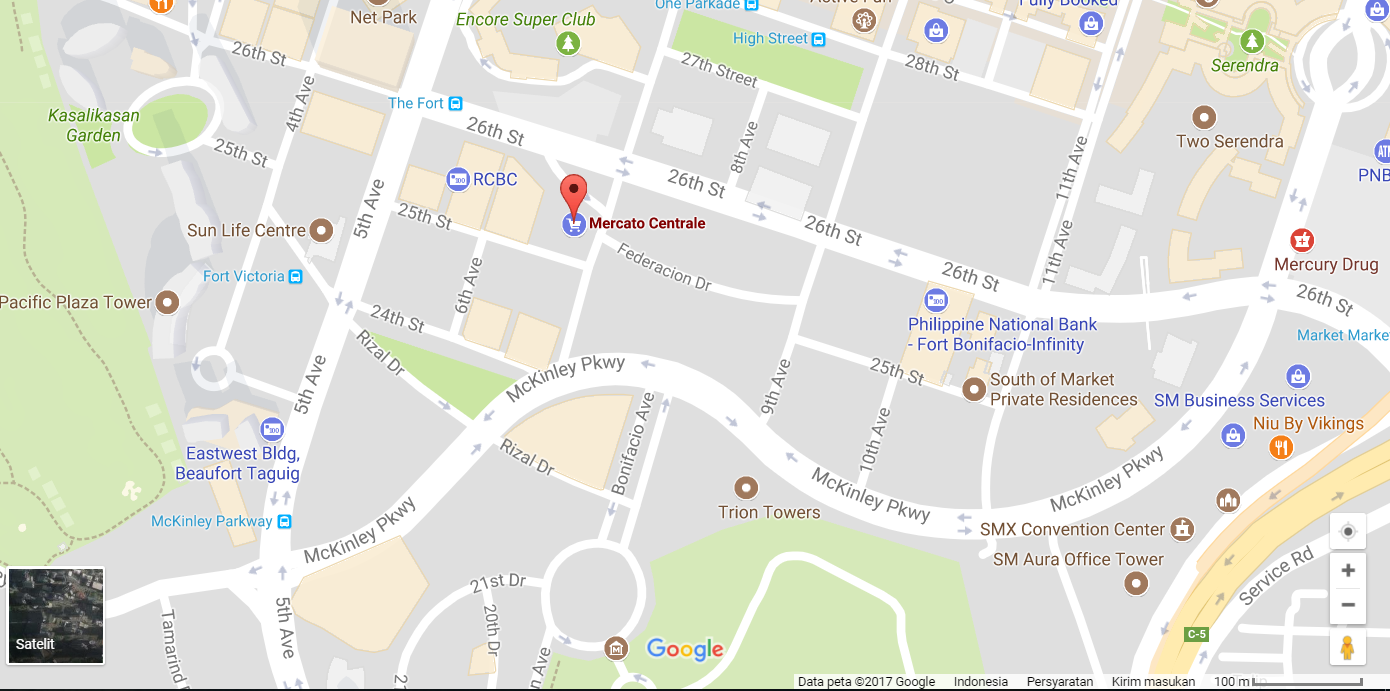 One Parkade
Net Park
Encore Super Club
Fully Booked
High Street
26th St
27th Street
28th St
Serendra
4th Ave
The Fort
Kasalikasan
Garden
25th St
26th St
8th Ave
11th Ave
Two Serendra
ATM
PNB
RCBC
26th St
5th Ave
25th St
Mercato Centrale
Sun Life Centre
26th St
11th Ave
Mercury Drug
Fort Victoria
6th Ave
Federacion Dr
26th St
26th St
Pacific Plaza Tower
24th St
Philippine National Bank
- Fort Bonifacio-Infinity
Market Marke
Rizal Dr
5th Ave
McKinley Pkwy
9th Ave
25th St
South of Market
Private Residences
SM Business Services
Niu By Vikings
Eastwest Bldg,
Beaufort Taguig
Rizal Dr
Bonifacio Ave
10th Ave
McKinley Pkwy
McKinley Pkwy
Trion Towers
McKinley Parkway
McKinley Pkwy
SMX Convention Center
SM Aura Office Tower
21st Dr
20th Dr
5th Ave
Tamarind
Service Rd
C-5
Satelit
21
n Ave
Google
Data peta ©2017 Google Indonesia Persyaratan Kirim masukan 100 m